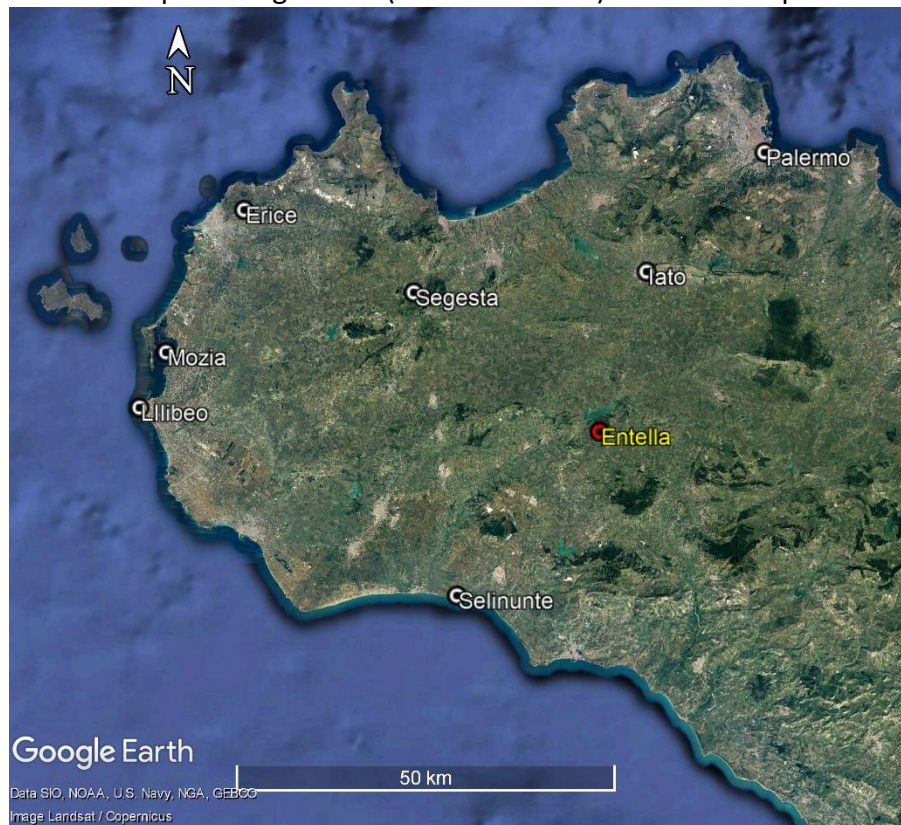 N
Palermo
Erice
Iato
Segesta
Mozia
LIlibeo
Entella
Selinunte
Google Earth
50 km
Data SIO, NOAA, U.S. Navy, NGA, GEBCO
Image Landsat / Copernicus